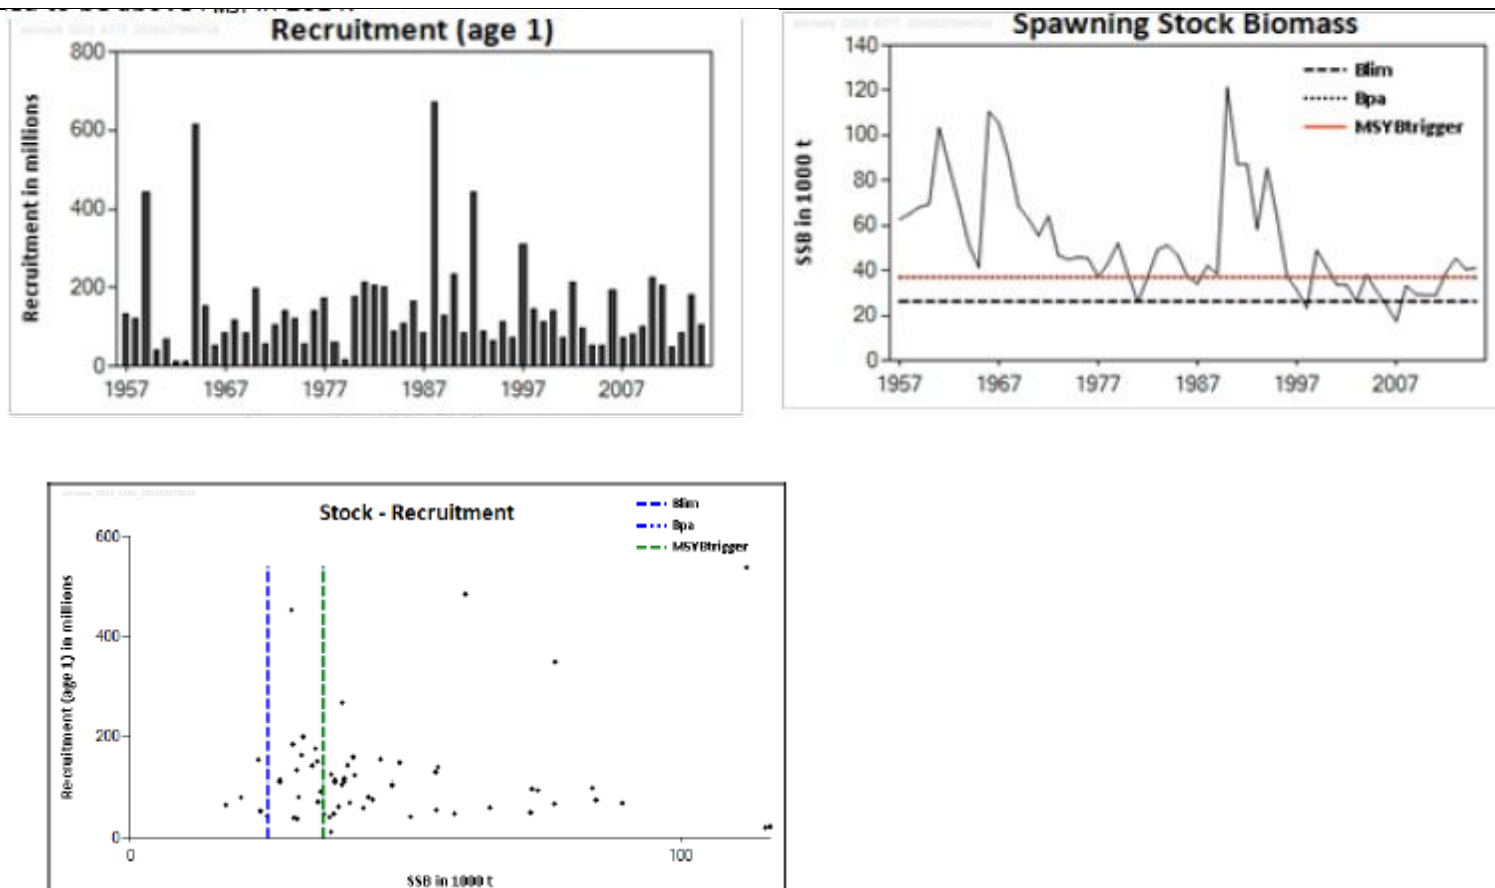 Recruitment (age 1)
800
600
400
200
0
Recruitment in millions
1957 1967 1977 1987 1997 2007
Spawning Stock Biomass
140
120
100
80
60
40
20
0
SSB in 1000 t
Blim
Bpa
MSYBtrigger
1957 1967 1977 1987 1997 2007
Stock - Recruitment
Blim
Bpa
MSYBtrigger
600
400
200
0
Recruitment (age 1) in millions
0 100
SSB in 1000 t